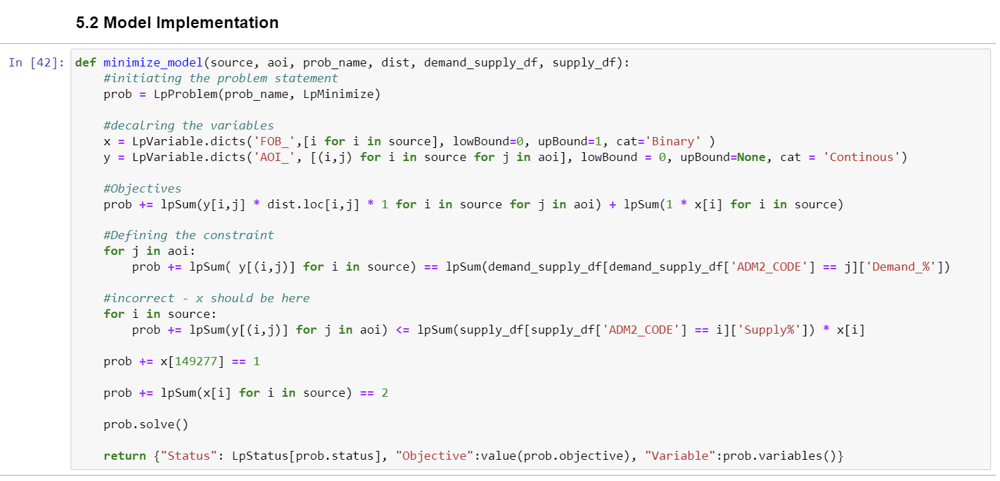 5.2 Model Implementation
In [42]: def minimize_model(source, aoi, prob_name, dist, demand_supply_df, supply_df):
#initiating the problem statement
prob = LpProblem(prob_name, LpMinimize)
#decalring the variables
x = LpVariable.dicts('FOB_',[i for i in source], lowBound=0, upBound=1, cat='Binary' )
y = LpVariable.dicts('AOI_', [(i,j) for i in source for j in aoi], lowBound = 0, upBound=None, cat = 'Continous')
#Objectives
prob += lpSum(y[i,j] * dist.loc[i,j] * 1 for i in source for j in aoi) + lpSum(1 * x[i] for i in source)
#Defining the constraint
for j in aoi:
prob += lpSum( y[(i,j)] for i in source) == lpSum(demand_supply_df[demand_supply_df['ADM2_CODE'] == j]['Demand_%'])
#incorrect - x should be here
for i in source:
prob += lpSum(y[(i,j)] for j in aoi) <= lpSum(supply_df[supply_df['ADM2_CODE'] == i]['Supply%']) * x[i]
prob += x[149277] == 1
prob += lpSum(x[i] for i in source) == 2
prob.solve()
return {"Status": LpStatus[prob.status], "Objective":value(prob.objective), "Variable":prob.variables()}